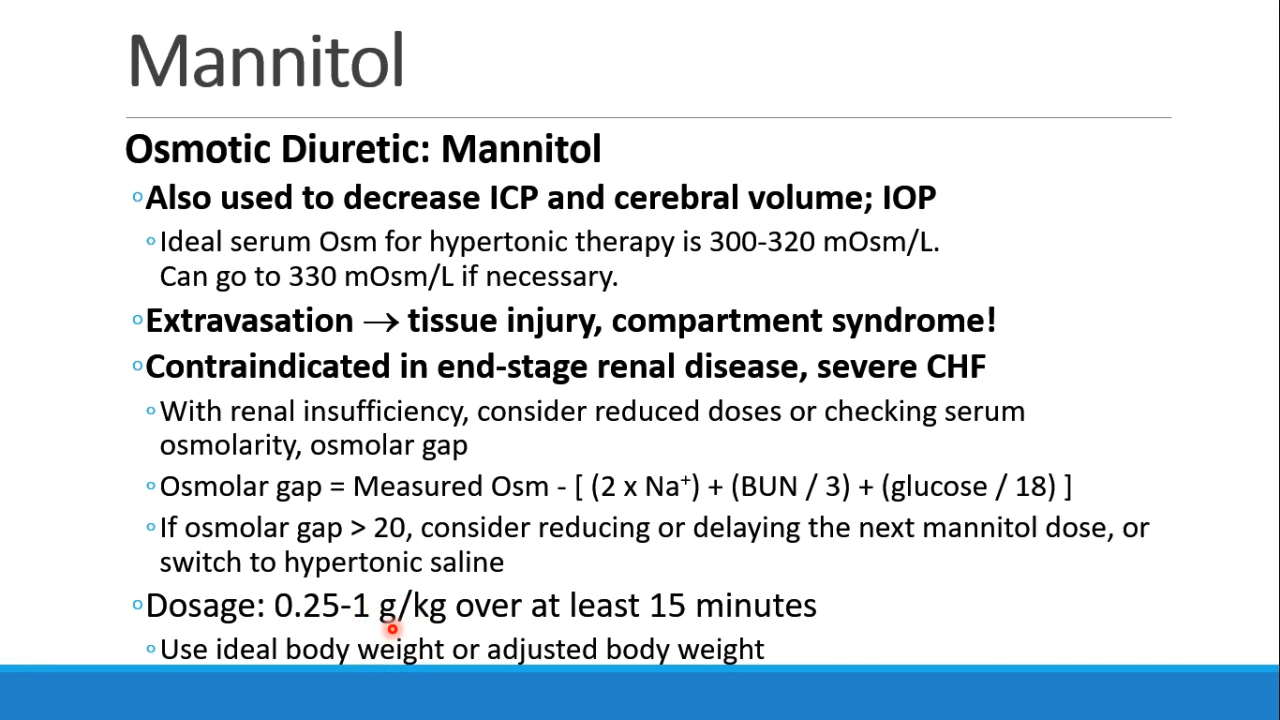 Mannitol
Osmotic Diuretic: Mannitol
◦Also used to decrease ICP and cerebral volume; IOP
◦Ideal serum Osm for hypertonic therapy is 300-320 mOsm/L.
Can go to 330 mOsm/L if necessary.
◦Extravasation → tissue injury, compartment syndrome!
◦Contraindicated in end-stage renal disease, severe CHF
◦With renal insufficiency, consider reduced doses or checking serum
osmolarity, osmolar gap
◦Osmolar gap = Measured Osm - [ (2 x Na⁺) + (BUN / 3) + (glucose / 18) ]
◦If osmolar gap > 20, consider reducing or delaying the next mannitol dose, or
switch to hypertonic saline
◦Dosage: 0.25-1 g/kg over at least 15 minutes
◦Use ideal body weight or adjusted body weight